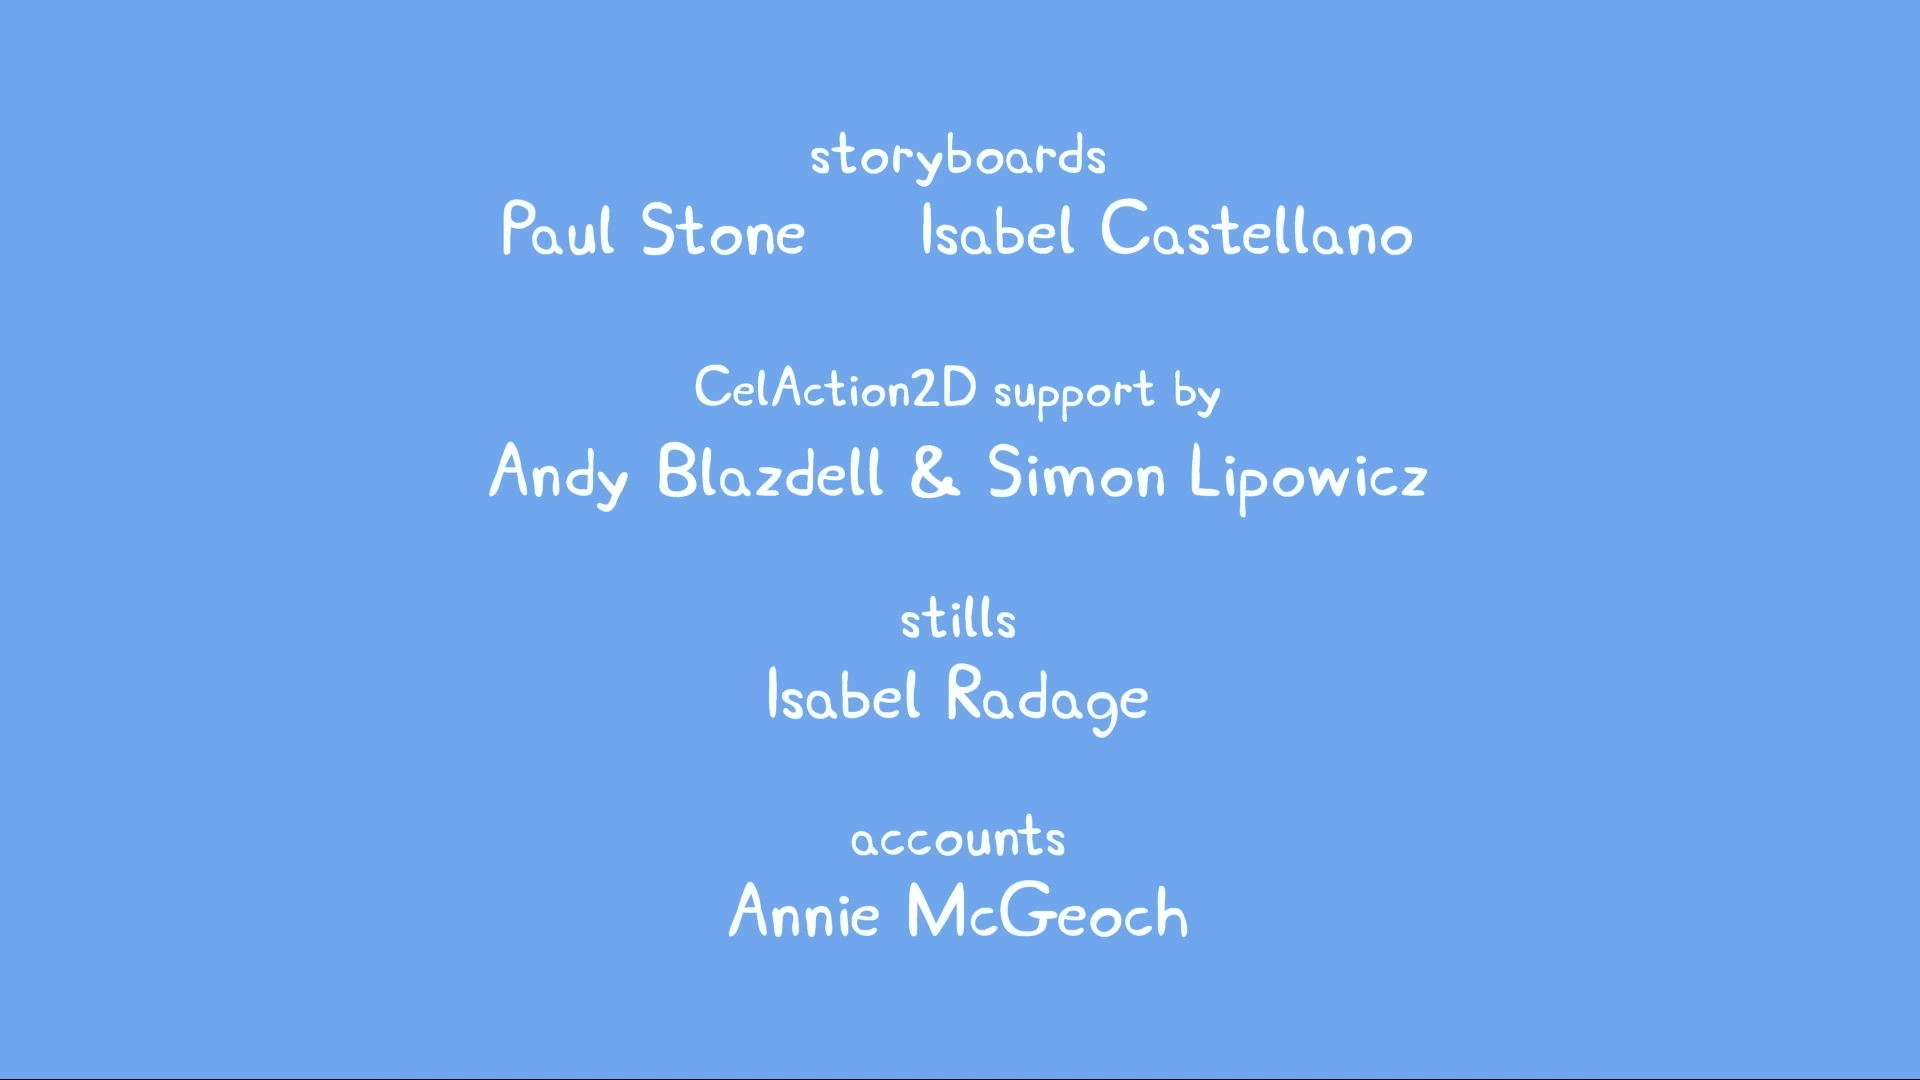 storyboards
Paul Stone Isabel Castellano
CelAction2D support by
Andy Blazdell & Simon Lipowicz
stills
Isabel Radage
accounts
Annie McGeoch